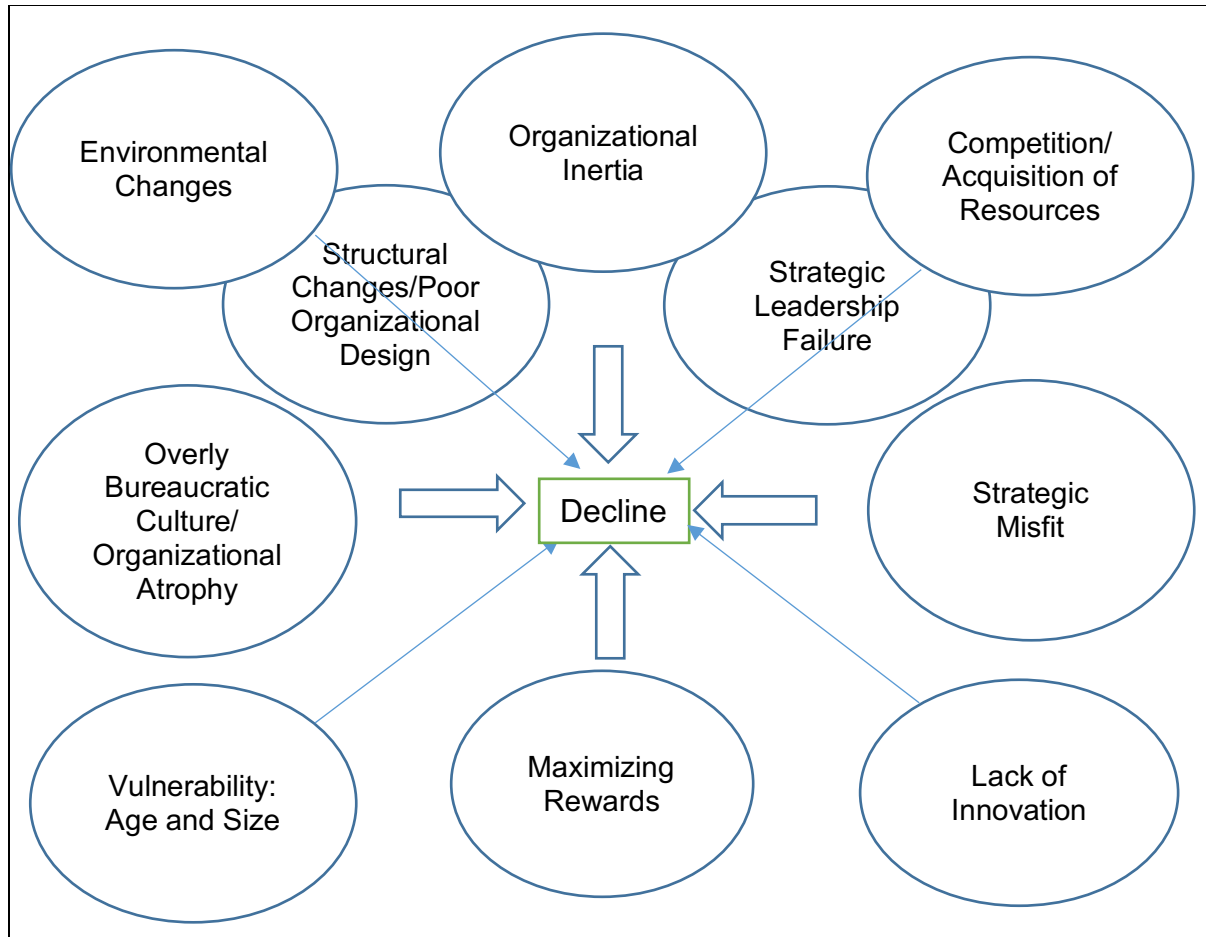 Environmental
Changes
Organizational
Inertia
Competition/
Acquisition of
Resources
Structural
Changes/Poor
Organizational
Design
Strategic
Leadership
Failure
Overly
Bureaucratic
Culture/
Organizational
Atrophy
Decline
Strategic
Misfit
Vulnerability:
Age and Size
Maximizing
Rewards
Lack of
Innovation